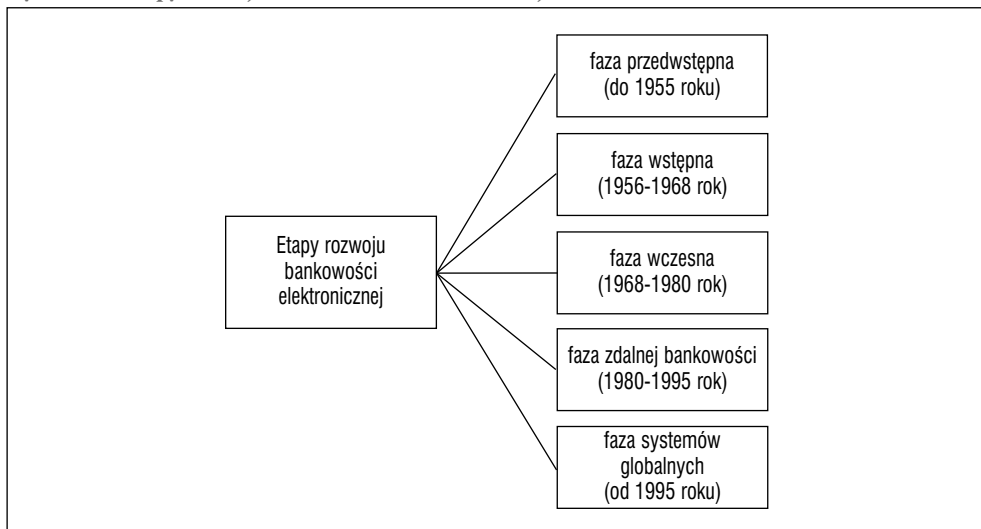 faza przedwstępna
(do 1955 roku)
faza wstępna
(1956-1968 rok)
Etapy rozwoju
bankowości
elektronicznej
faza wczesna
(1968-1980 rok)
faza zdalnej bankowości
(1980-1995 rok)
faza systemów
globalnych
(od 1995 roku)